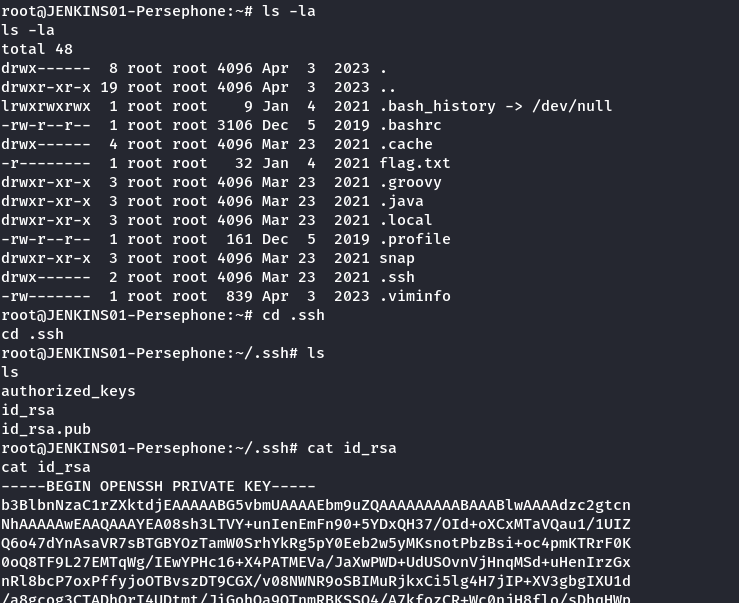 root@JENKINS01-Persephone:~# ls -la
ls -la
total 48
drwx------  8 root root 4096 Apr  3  2023 .
drwxr-xr-x 19 root root 4096 Apr  3  2023 ..
lrwxrwxrwx  1 root root    9 Jan  4  2021 .bash_history -> /dev/null
-rw-r--r--  1 root root 3106 Dec  5  2019 .bashrc
drwx------  4 root root 4096 Mar 23  2021 .cache
-r--------  1 root root   32 Jan  4  2021 flag.txt
drwxr-xr-x  3 root root 4096 Mar 23  2021 .groovy
drwxr-xr-x  3 root root 4096 Mar 23  2021 .java
drwxr-xr-x  3 root root 4096 Mar 23  2021 .local
-rw-r--r--  1 root root  161 Dec  5  2019 .profile
drwxr-xr-x  3 root root 4096 Mar 23  2021 snap
drwx------  2 root root 4096 Mar 23  2021 .ssh
-rw-------  1 root root  839 Apr  3  2023 .viminfo
root@JENKINS01-Persephone:~# cd .ssh
cd .ssh
root@JENKINS01-Persephone:~/.ssh# ls
ls
authorized_keys
id_rsa
id_rsa.pub
root@JENKINS01-Persephone:~/.ssh# cat id_rsa
cat id_rsa
-----BEGIN OPENSSH PRIVATE KEY-----
b3BlbnNzaC1rZXktdjEAAAAABG5vbmUAAAAEbm9uZQAAAAAAAAABAAABlwAAAAdzc2gtcn
NhAAAAAwEAAQAAAYEA08sh3LTVY+unIenEmFn90+5YDxQH37/OId+oXCxMTaVQau1/1UIZ
Q6o47dYnAsaVR7sBTGBYOzTamW0SrhYkRg5pY0Eeb2w5yMKsnotPbzBsi+oc4pmKTRrF0K
0oQ8TF9L27EMTqWg/IEwYPHc16+X4PATMEVa/JaXwPWD+UdUSOvnVjHnqMSd+uHenIrzGx
nRl8bcP7oxPffyjoOTBvszDT9CGX/v08NWNR9oSBIMuRjkxCi5lg4H7jIP+XV3gbgIXU1d